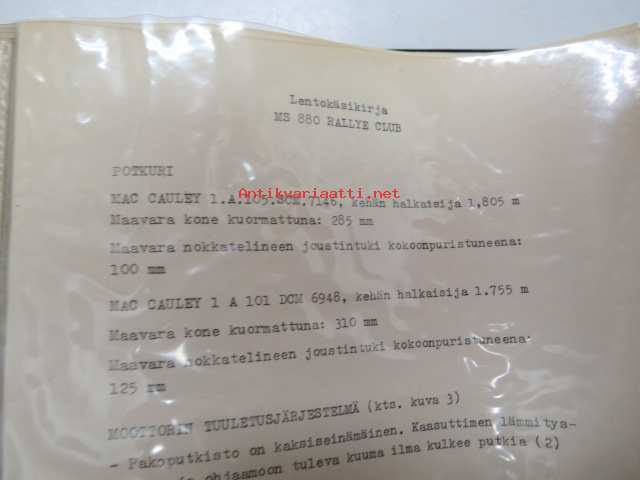 Lentokäsikirja
MS 880 RALLYE CLUB
POTKURI
Antikvariaatti.net
MAC CAULEY 1.A.105.SCM.7146, kehän halkaisija 1,805 m
Maavara kone kuormattuna: 285 mm
Maavara nokkatelineen joustintuki kokoonpuristuneena:
100 mm
MAC CAULEY 1 A 101 DCM 6948, kehän halkaisija 1.755 m
Maavara kone kuormattuna: 310 mm
Maavara nokkatelineen joustintuki kokoonpuristuneena:
125 mm
MOOTTORIN TUULETUSJÄRJESTELMÄ (kts. kuva 3)
- Pakoputkisto on kaksiseinämäinen. Kaasuttimen lämmitys-
ohjaamoon tuleva kuuma ilma kulkee putkia (2)